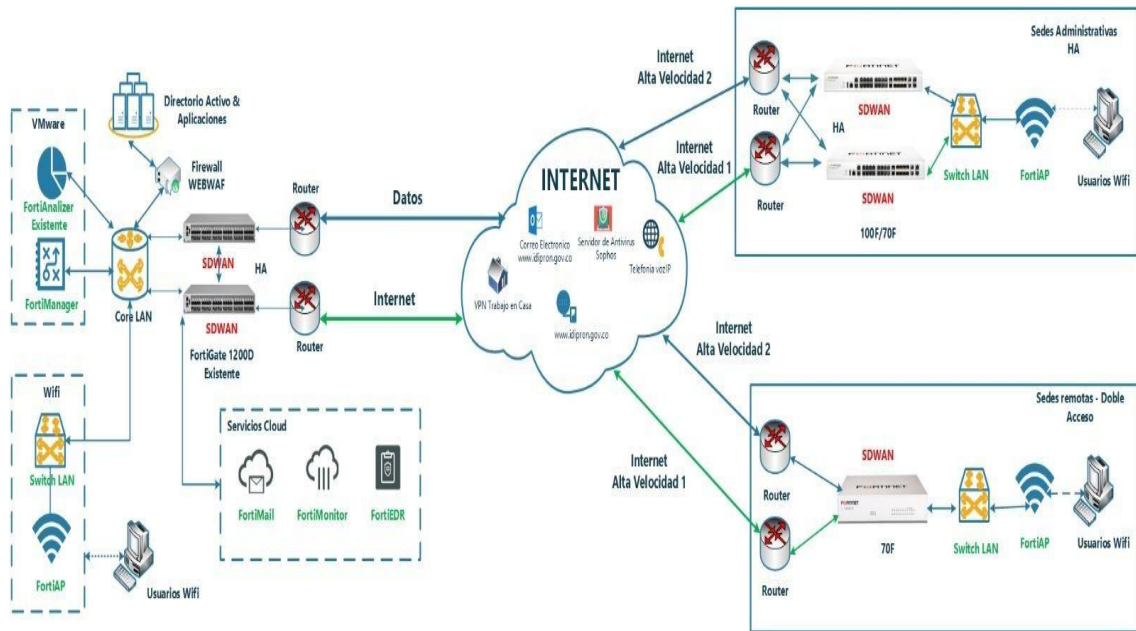 VMware
FortiAnalizer
Existente
FortiManager
Directorio Activo &
Aplicaciones
Firewall
WEBWAF
Core LAN
SDWAN
HA
SDWAN
FortiGate 1200D
Existente
Router
Router
Datos
Internet
Wifi
Switch LAN
FortiAP
Usuarios Wifi
Servicios Cloud
FortiMail
FortiMonitor
FortiEDR
INTERNET
Correo Electronico
www.idipron.gov.co
Servidor de Antivirus
Sophos
Telefonia vozIP
VPN Trabajo en Casa
www.idipron.gov.co
Internet
Alta Velocidad 2
Internet
Alta Velocidad 1
Sedes Administrativas
HA
Router
Router
FORTINET
SDWAN
HA
FORTINET
SDWAN
100F/70F
Switch LAN
FortiAP
Usuarios Wifi
Internet
Alta Velocidad 2
Internet
Alta Velocidad 1
Sedes remotas - Doble
Acceso
Router
Router
SDWAN
FORTINET
70F
Switch LAN
FortiAP
Usuarios Wifi